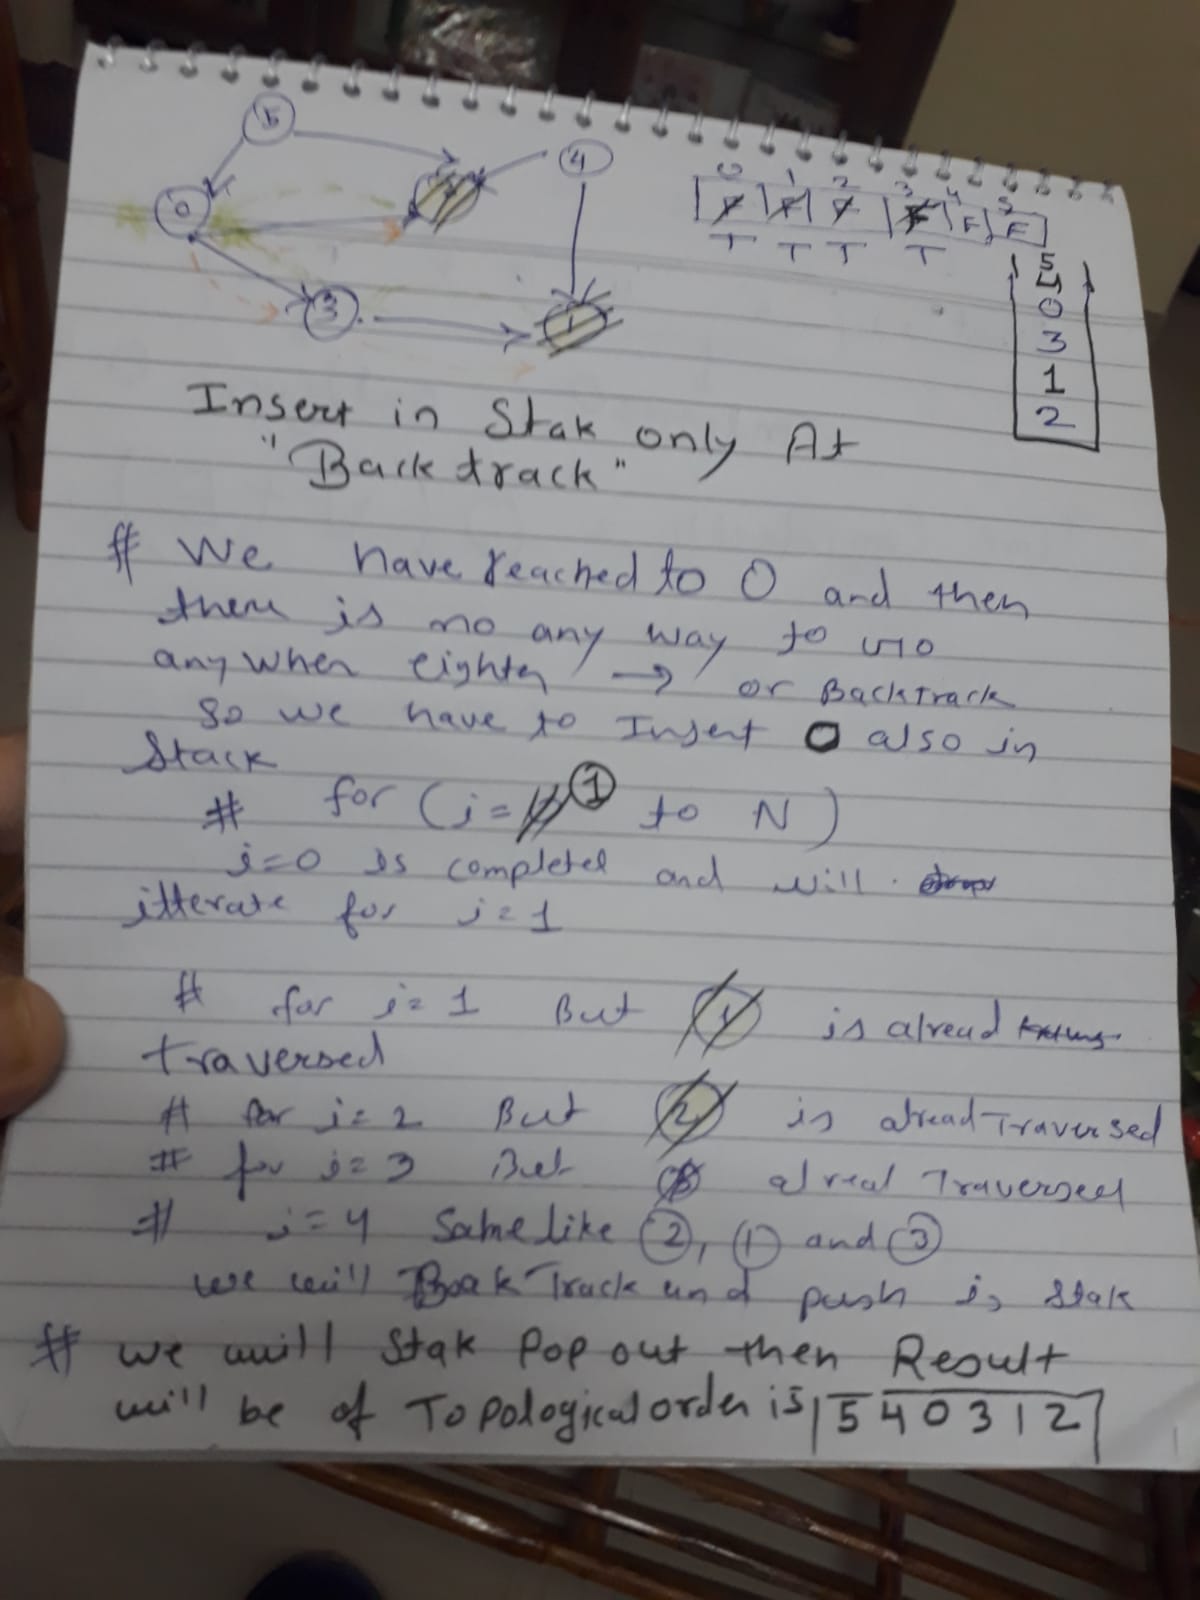 5
4
0
3
1
0 1 2 3 4 5
F F F F F F
T T T T
5
4
0
3
1
2
Insert in Stak only At
"Back track"
# We have reached to 0 and then
there is no any way to go
any when eighter → or BackTrack
So we have to Insert 0 also in
Stack
# for (i= 1 to N)
i=0 is completel and will
itterate for i=1
# for i=1 But 1 is alread
traversed
# for i=2 But 2 is alread Traversed
# for i=3 But 3 alread Traversed
# i=4 Same like 2, 1 and 3
we will Back Track and push is Stak
# we will Stak Pop out then Result
will be of Topological order is 5 4 0 3 1 2